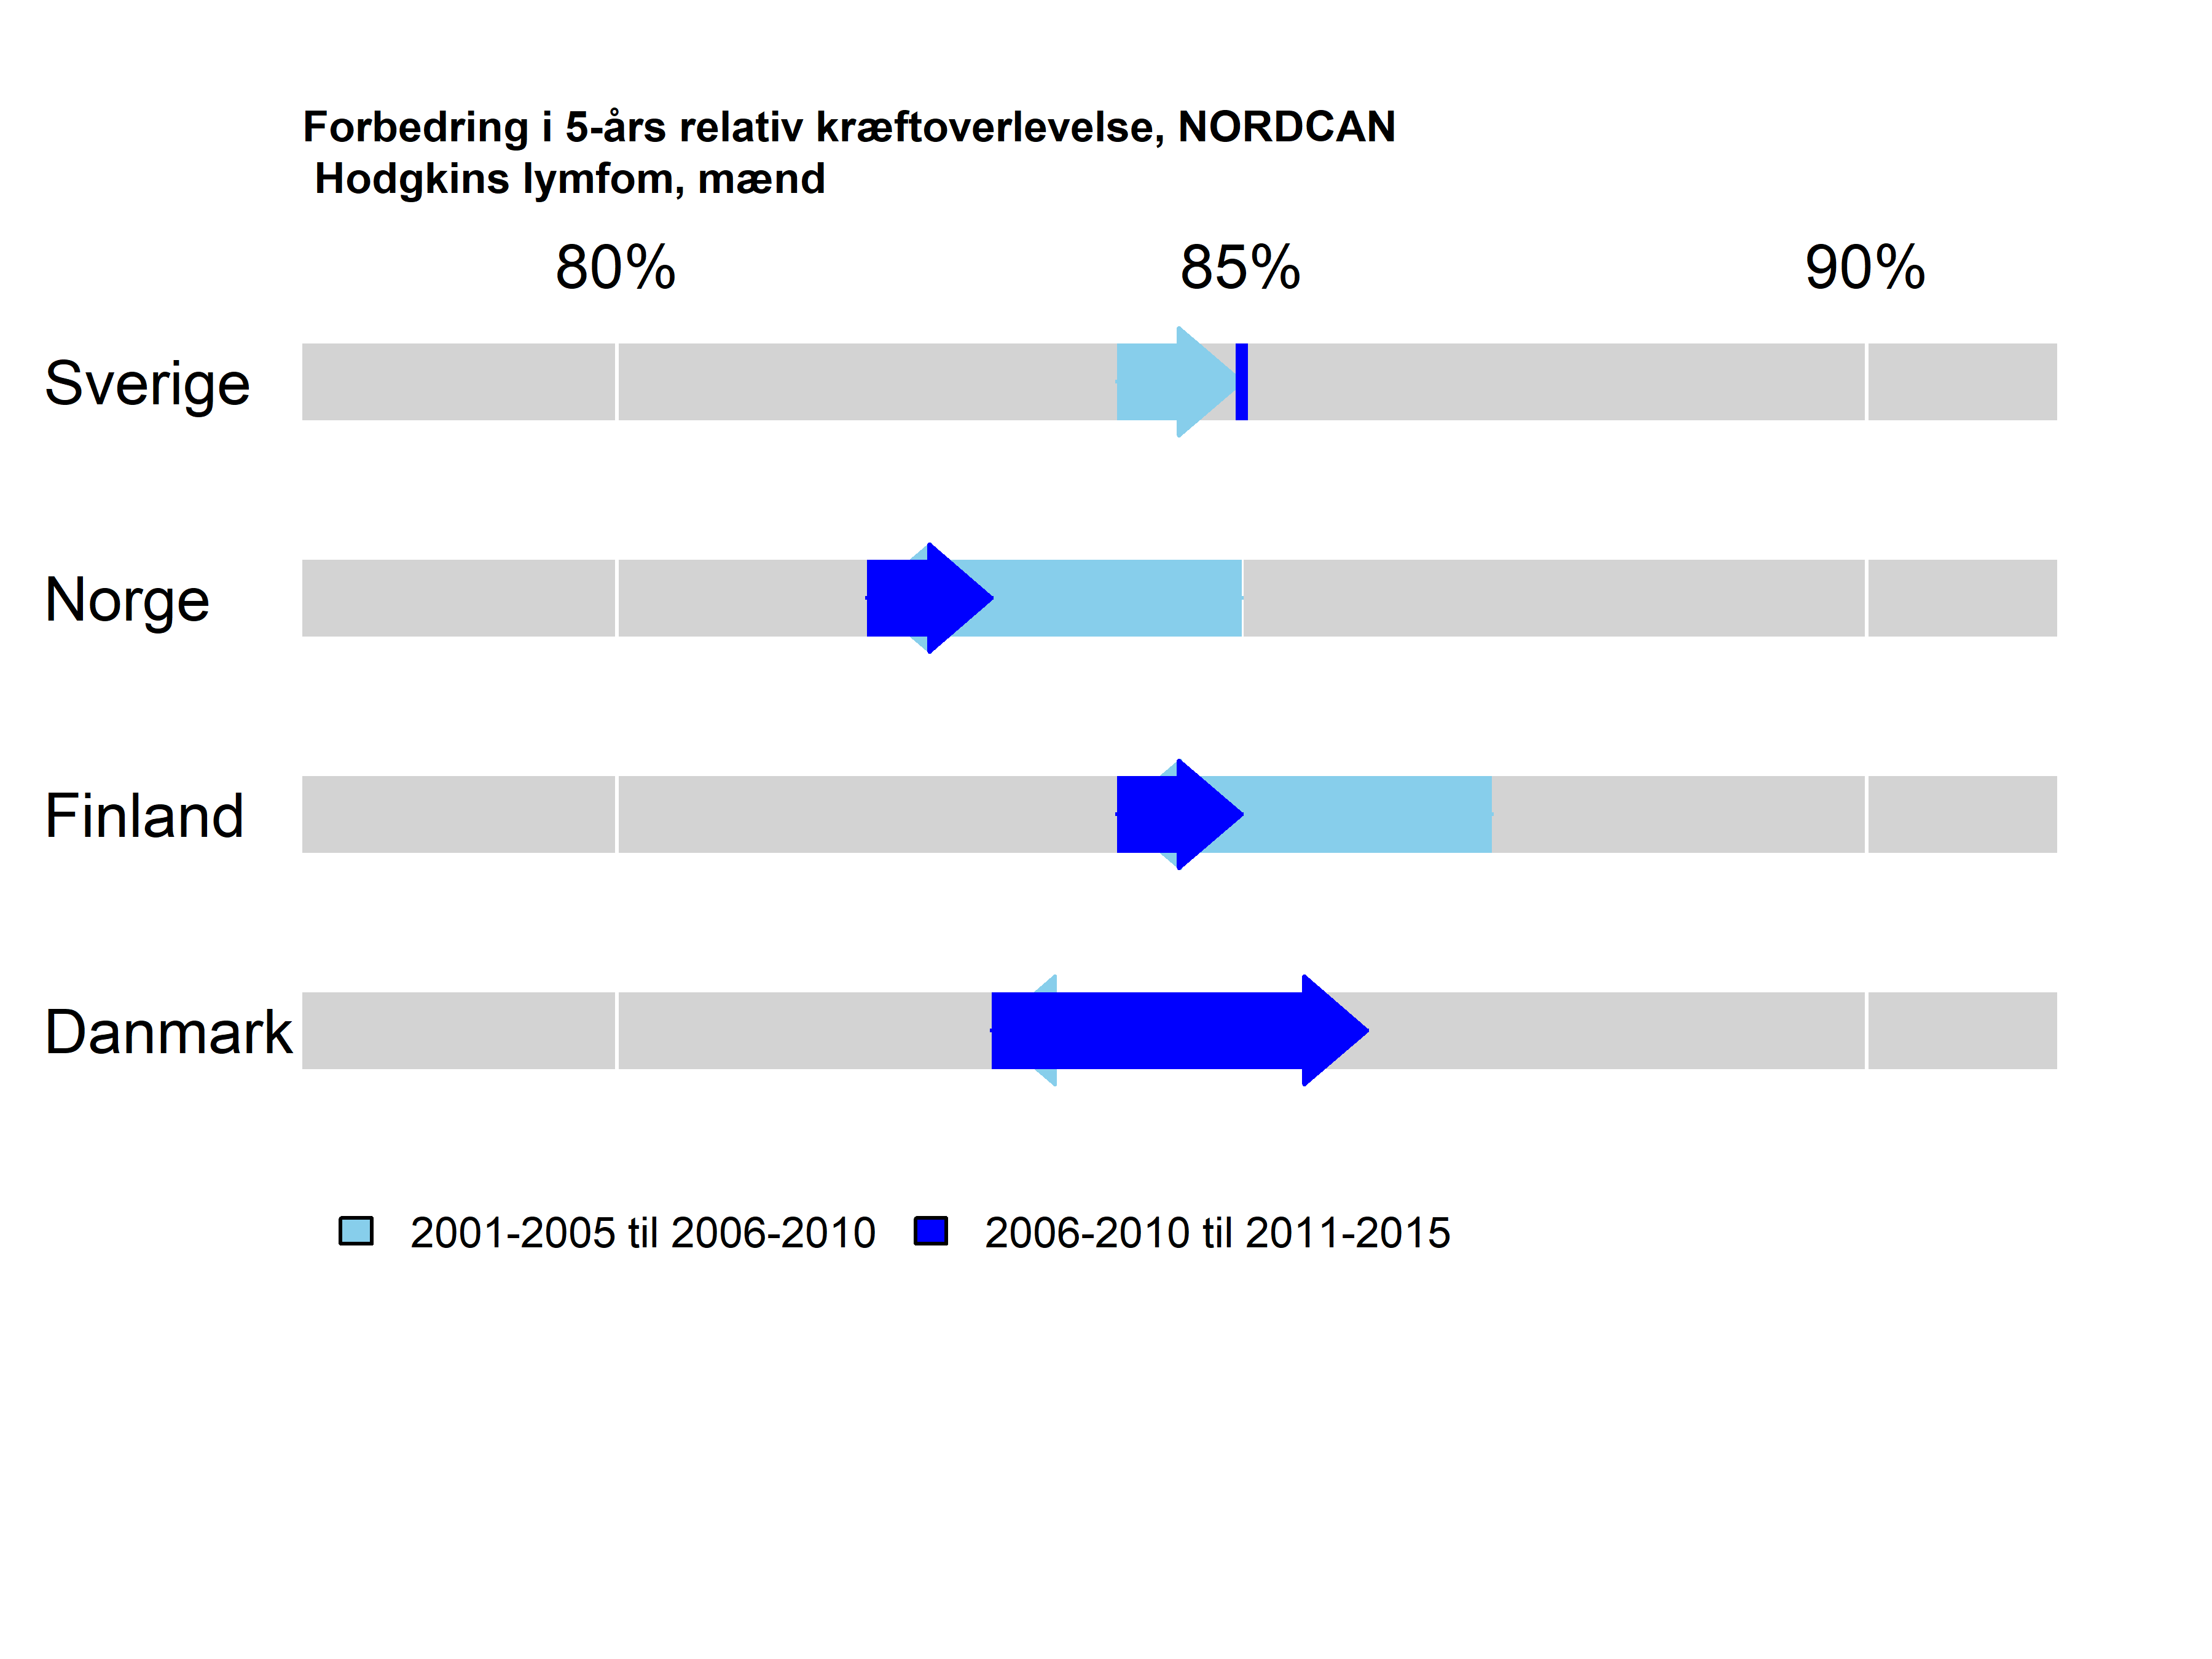 Forbedring i 5-års relativ kræftoverlevelse, NORDCAN
Hodgkins lymfom, mænd
80% 85% 90%
Sverige
Norge
Finland
Danmark
2001-2005 til 2006-2010 2006-2010 til 2011-2015